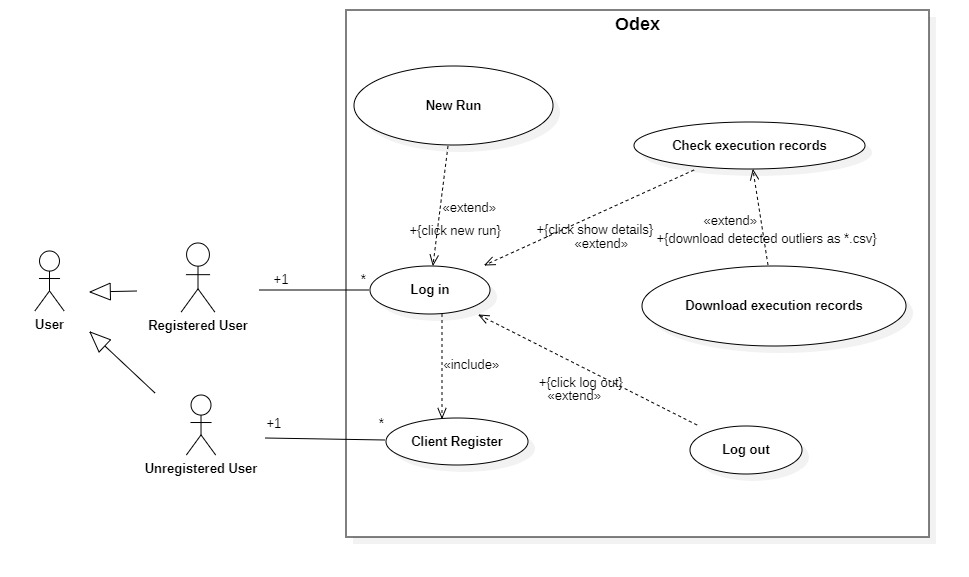 Odex
New Run
Check execution records
«extend»
+{click new run}
+{click show details}
«extend»
«extend»
+{download detected outliers as *.csv}
+1
*
Log in
Download execution records
User
Registered User
«include»
+{click log out}
«extend»
+1
*
Client Register
Log out
Unregistered User